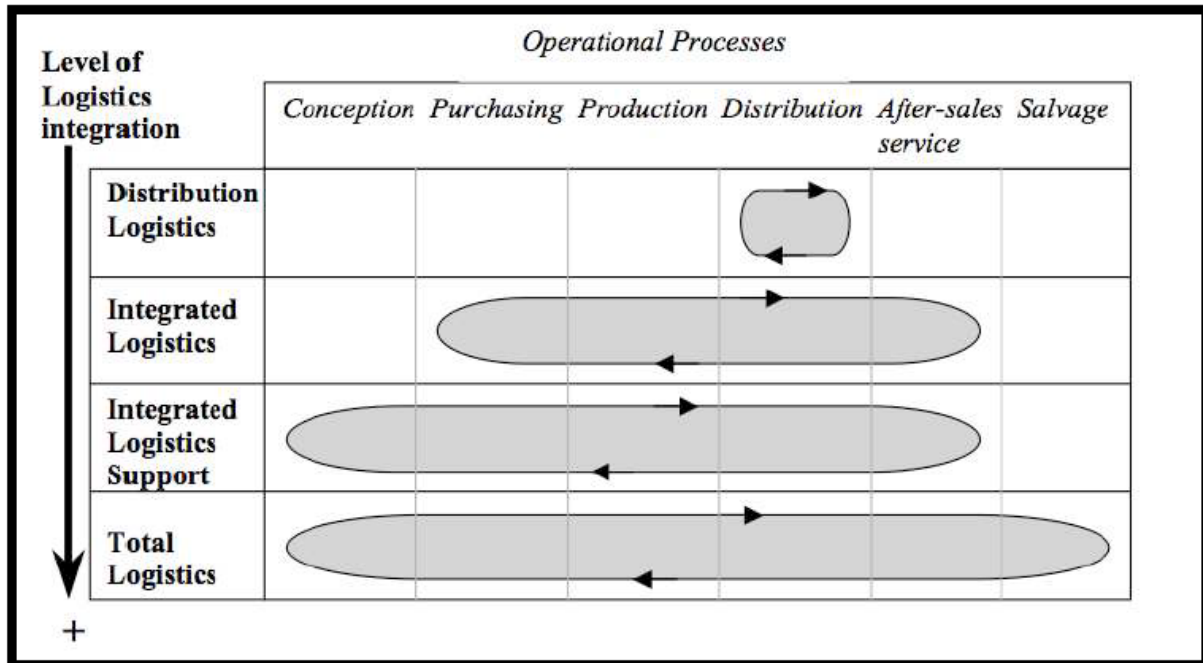 Operational Processes
Level of
Logistics
integration
Conception Purchasing Production Distribution After-sales Salvage
service
Distribution
Logistics
Integrated
Logistics
Integrated
Logistics
Support
Total
Logistics
+